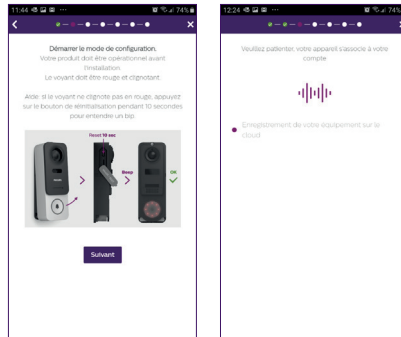 11:44
74%
Démarrer le mode de configuration.
Votre produit doit être opérationnel avant
l'installation
Le voyant doit être rouge et clignotant.
Aide: si le voyant ne clignote pas en rouge, appuyez
sur le bouton de réinitialisation pendant 10 secondes
pour entendre un bip.
Reset 10 sec
Beep
OK
Suivant
12:24
74%
Veuillez patienter, votre appareil s'associe à votre
compte
Enregistrement de votre équipement sur le
cloud